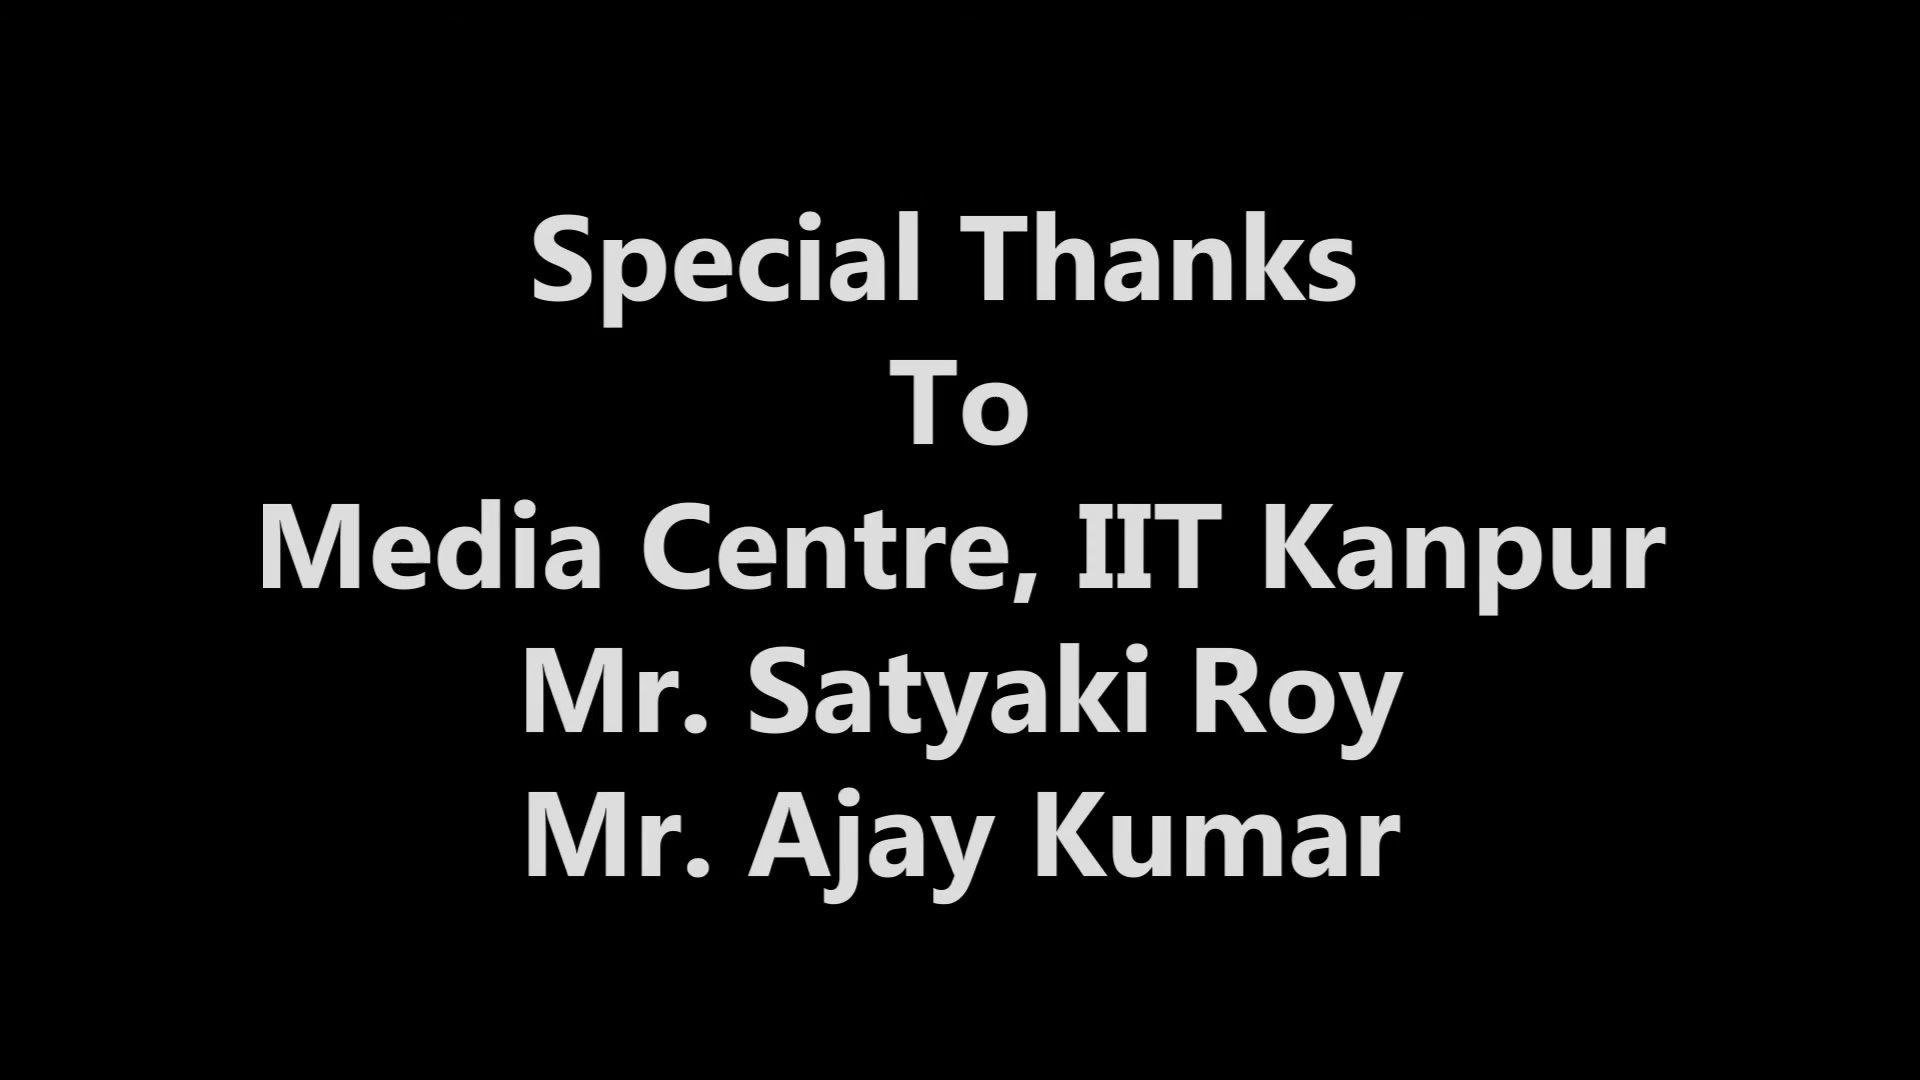 Special Thanks
To
Media Centre, IIT Kanpur
Mr. Satyaki Roy
Mr. Ajay Kumar